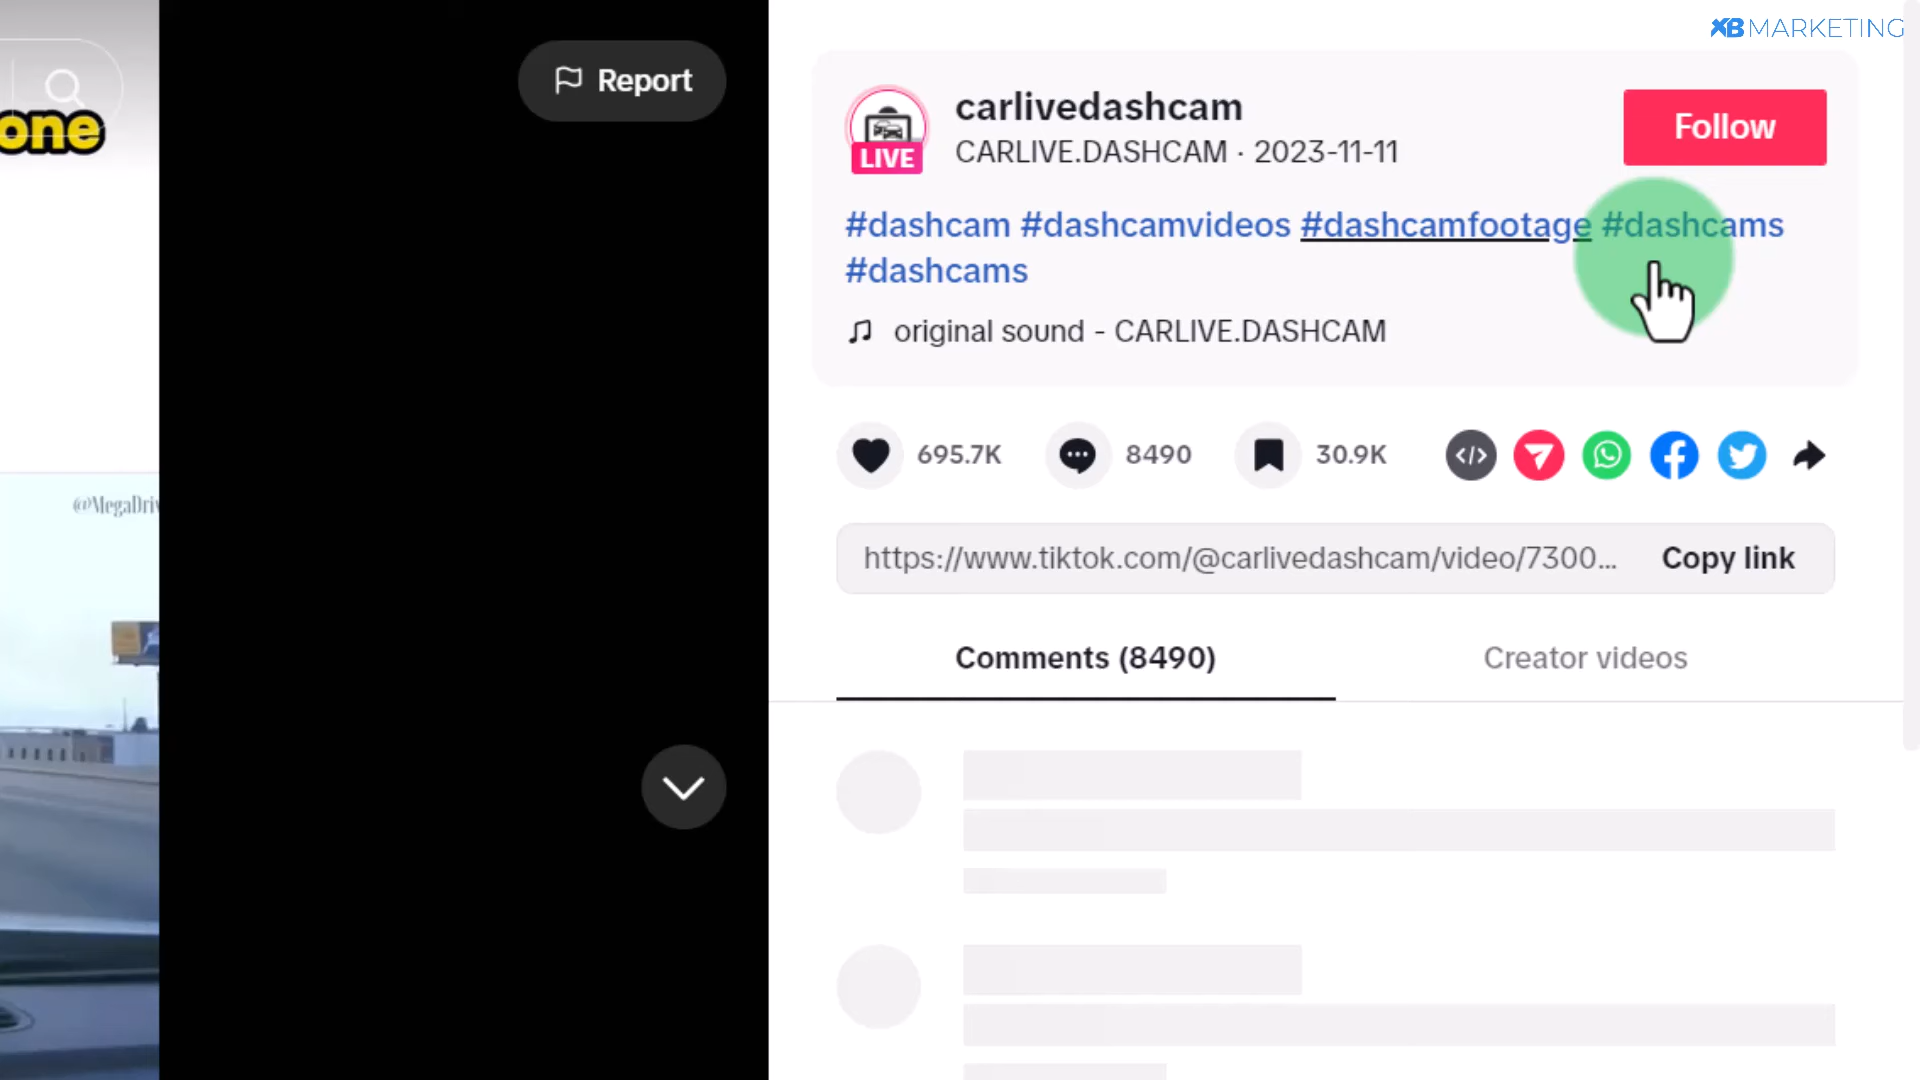 XB MARKETING
Report
one
carlivedashcam
CARLIVE.DASHCAM · 2023-11-11
LIVE
Follow
#dashcam #dashcamvideos #dashcamfootage #dashcams
#dashcams
original sound - CARLIVE.DASHCAM
695.7K
8490
30.9K
@MegaDriv
https://www.tiktok.com/@carlivedashcam/video/7300...
Copy link
Comments (8490)
Creator videos